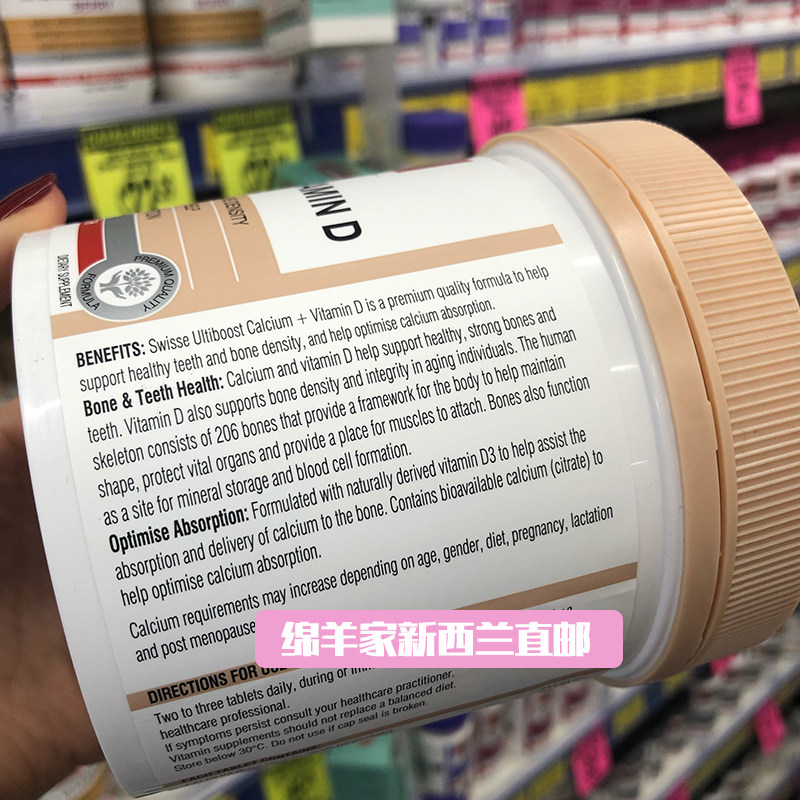 AMIN D
DENSITY
PREMIUM QUALITY
FORMULA
DIETARY SUPPLEMENT
BENEFITS: Swisse Ultiboost Calcium + Vitamin D is a premium quality formula to help
support healthy teeth and bone density, and help optimise calcium absorption.
Bone & Teeth Health: Calcium and vitamin D help support healthy, strong bones and
teeth. Vitamin D also supports bone density and integrity in aging individuals. The human
skeleton consists of 206 bones that provide a framework for the body to help maintain
shape, protect vital organs and provide a place for muscles to attach. Bones also function
as a site for mineral storage and blood cell formation.
Optimise Absorption: Formulated with naturally derived vitamin D3 to help assist the
absorption and delivery of calcium to the bone. Contains bioavailable calcium (citrate) to
help optimise calcium absorption.
Calcium requirements may increase depending on age, gender, diet, pregnancy, lactation
and post menopause
绵羊家新西兰直邮
DIRECTIONS FOR
Two to three tablets daily, during or
healthcare professional.
If symptoms persist consult your healthcare practitioner.
Vitamin supplements should not replace a balanced diet.
Store below 30°C. Do not use if cap seal is broken.
EACH TABLET CONTAINS: